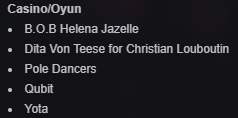 Casino/Oyun
• B.O.B Helena Jazelle
• Dita Von Teese for Christian Louboutin
• Pole Dancers
• Qubit
• Yota